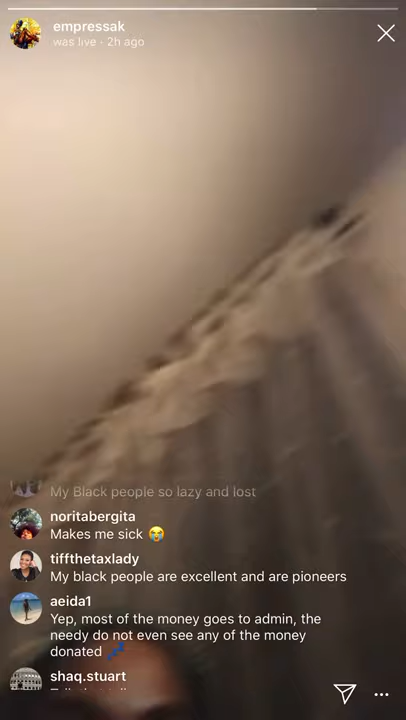 empressak
was live · 2h ago
My Black people so lazy and lost
noritabergita
Makes me sick 😭
tiffthetaxlady
My black people are excellent and are pioneers
aeida1
Yep, most of the money goes to admin, the
needy do not even see any of the money
donated 💤
shaq.stuart